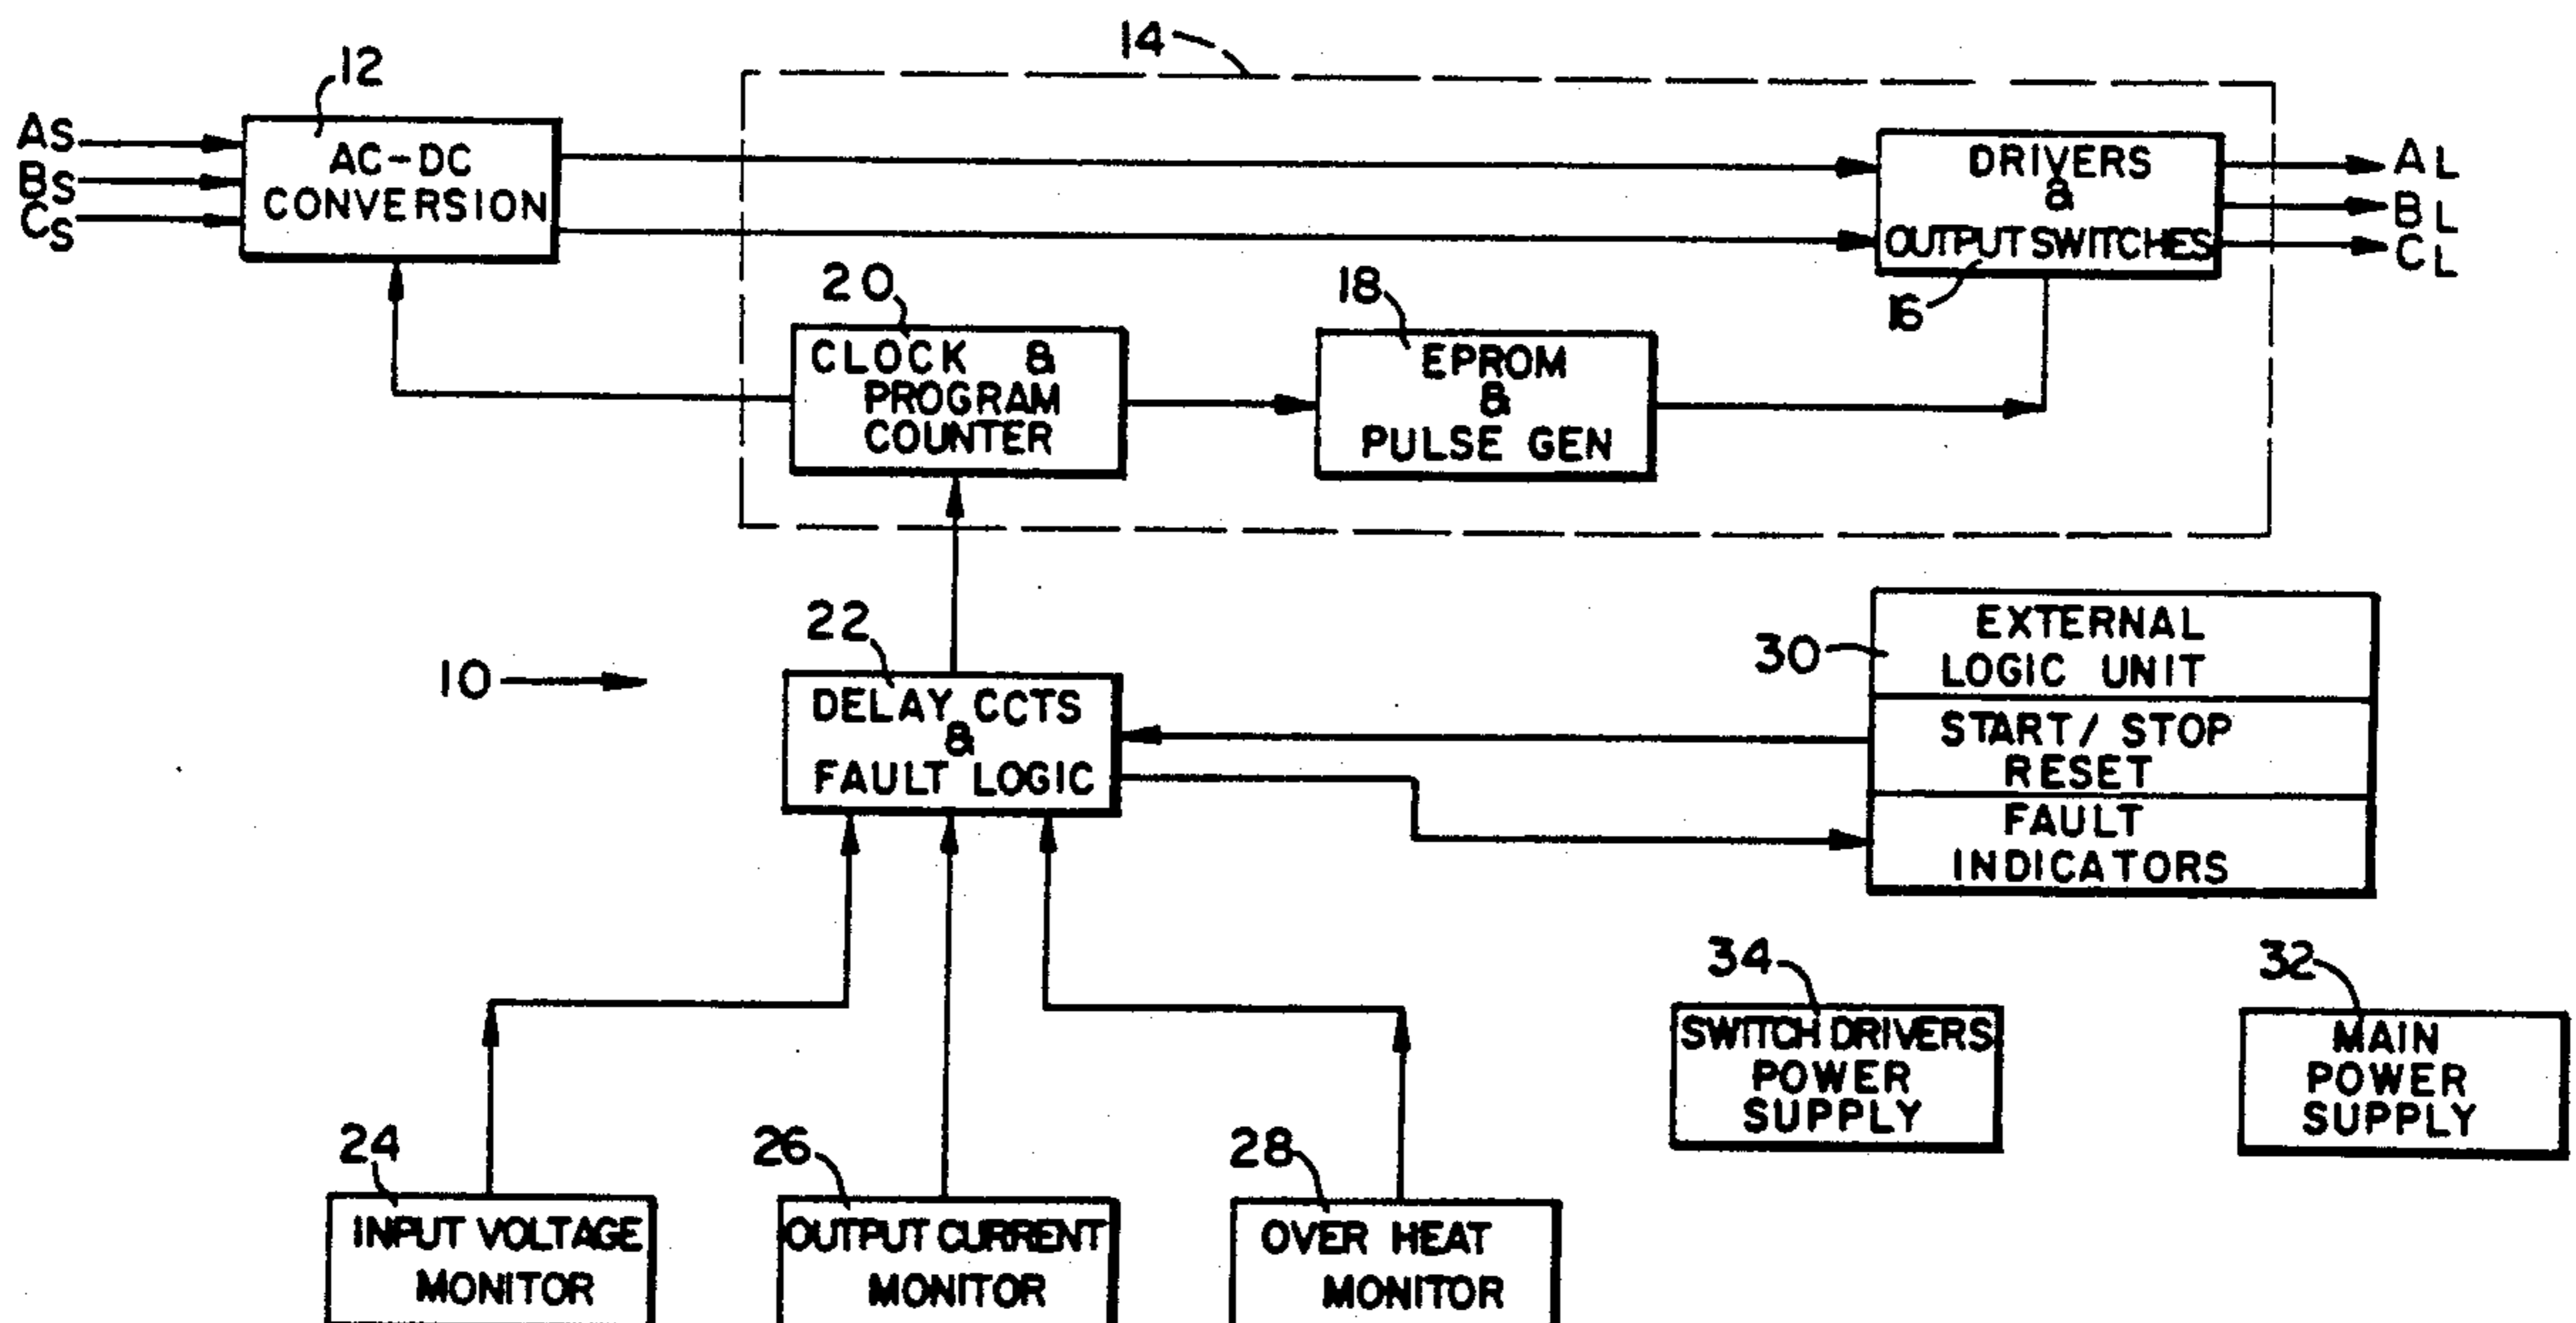 14
12
AS
BS
CS
AC-DC
CONVERSION
DRIVERS
&
OUTPUT SWITCHES
AL
BL
CL
16
20
CLOCK &
PROGRAM
COUNTER
18
EPROM
&
PULSE GEN
10
22
DELAY CCTS
&
FAULT LOGIC
30
EXTERNAL
LOGIC UNIT
START/ STOP
RESET
FAULT
INDICATORS
34
SWITCH DRIVERS
POWER
SUPPLY
32
MAIN
POWER
SUPPLY
24
INPUT VOLTAGE
MONITOR
26
OUTPUT CURRENT
MONITOR
28
OVER HEAT
MONITOR